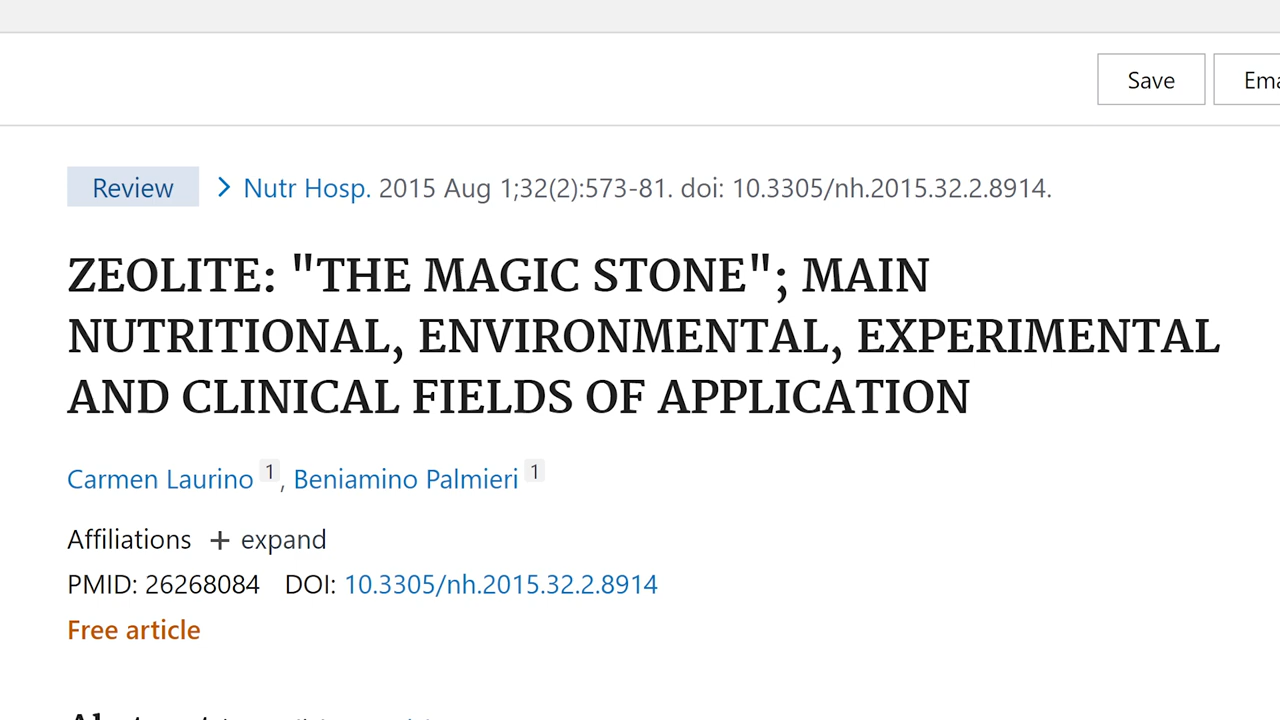 Save
Review > Nutr Hosp. 2015 Aug 1;32(2):573-81. doi: 10.3305/nh.2015.32.2.8914.
ZEOLITE: "THE MAGIC STONE"; MAIN
NUTRITIONAL, ENVIRONMENTAL, EXPERIMENTAL
AND CLINICAL FIELDS OF APPLICATION
Carmen Laurino 1, Beniamino Palmieri 1
Affiliations + expand
PMID: 26268084 DOI: 10.3305/nh.2015.32.2.8914
Free article